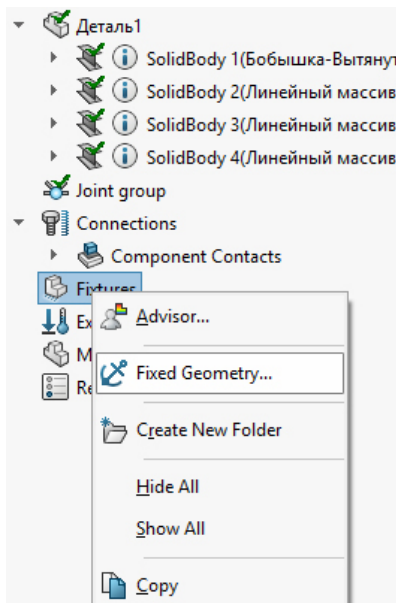 Деталь1
SolidBody 1(Бобышка-Вытянут
SolidBody 2(Линейный массив
SolidBody 3(Линейный массив
SolidBody 4(Линейный массив
Joint group
Connections
Component Contacts
Fixtures
Advisor...
Ex
M
Fixed Geometry...
Re
Create New Folder
Hide All
Show All
Copy